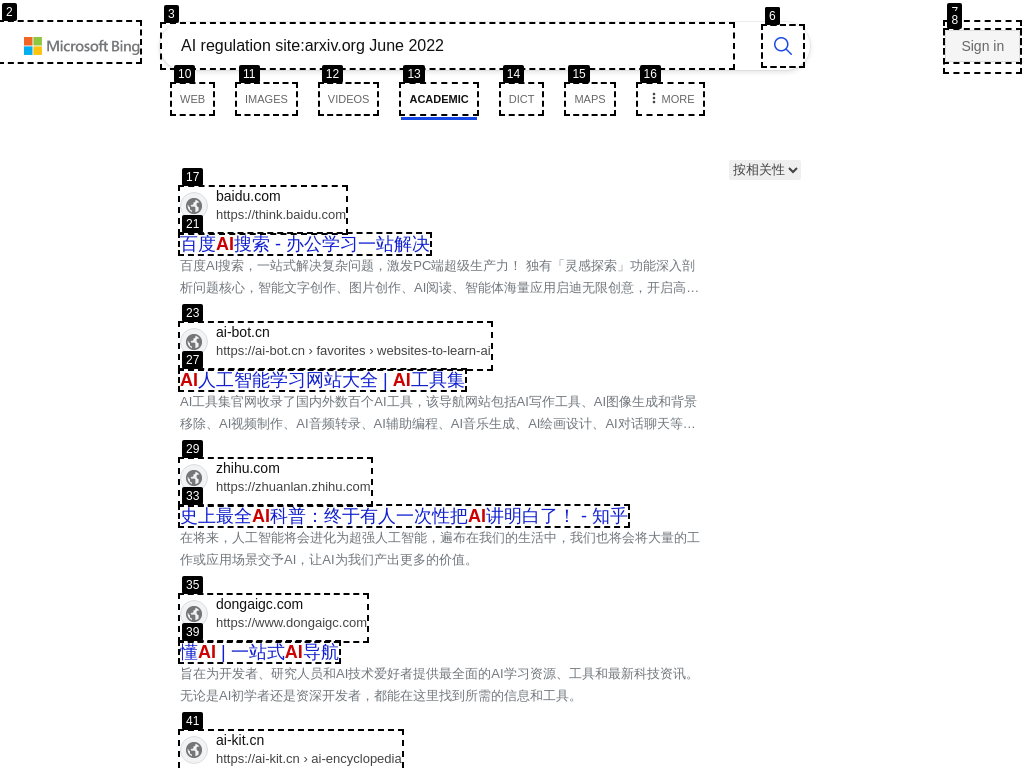 2
Microsoft Bing
3
AI regulation site:arxiv.org June 2022
6
7
8
Sign in
10
WEB
11
IMAGES
12
VIDEOS
13
ACADEMIC
14
DICT
15
MAPS
16
MORE
按相关性
17
baidu.com
https://think.baidu.com
21
百度AI搜索 - 办公学习一站解决
百度AI搜索，一站式解决复杂问题，激发PC端超级生产力！ 独有「灵感探索」功能深入剖
析问题核心，智能文字创作、图片创作、AI阅读、智能体海量应用启迪无限创意，开启高…
23
ai-bot.cn
https://ai-bot.cn › favorites › websites-to-learn-ai
27
AI人工智能学习网站大全 | AI工具集
AI工具集官网收录了国内外数百个AI工具，该导航网站包括AI写作工具、AI图像生成和背景
移除、AI视频制作、AI音频转录、AI辅助编程、AI音乐生成、AI绘画设计、AI对话聊天等…
29
zhihu.com
https://zhuanlan.zhihu.com
33
史上最全AI科普：终于有人一次性把AI讲明白了！ - 知乎
在将来，人工智能将会进化为超强人工智能，遍布在我们的生活中，我们也将会将大量的工
作或应用场景交予AI，让AI为我们产出更多的价值。
35
dongaigc.com
https://www.dongaigc.com
39
懂AI | 一站式AI导航
旨在为开发者、研究人员和AI技术爱好者提供最全面的AI学习资源、工具和最新科技资讯。
无论是AI初学者还是资深开发者，都能在这里找到所需的信息和工具。
41
ai-kit.cn
https://ai-kit.cn › ai-encyclopedia